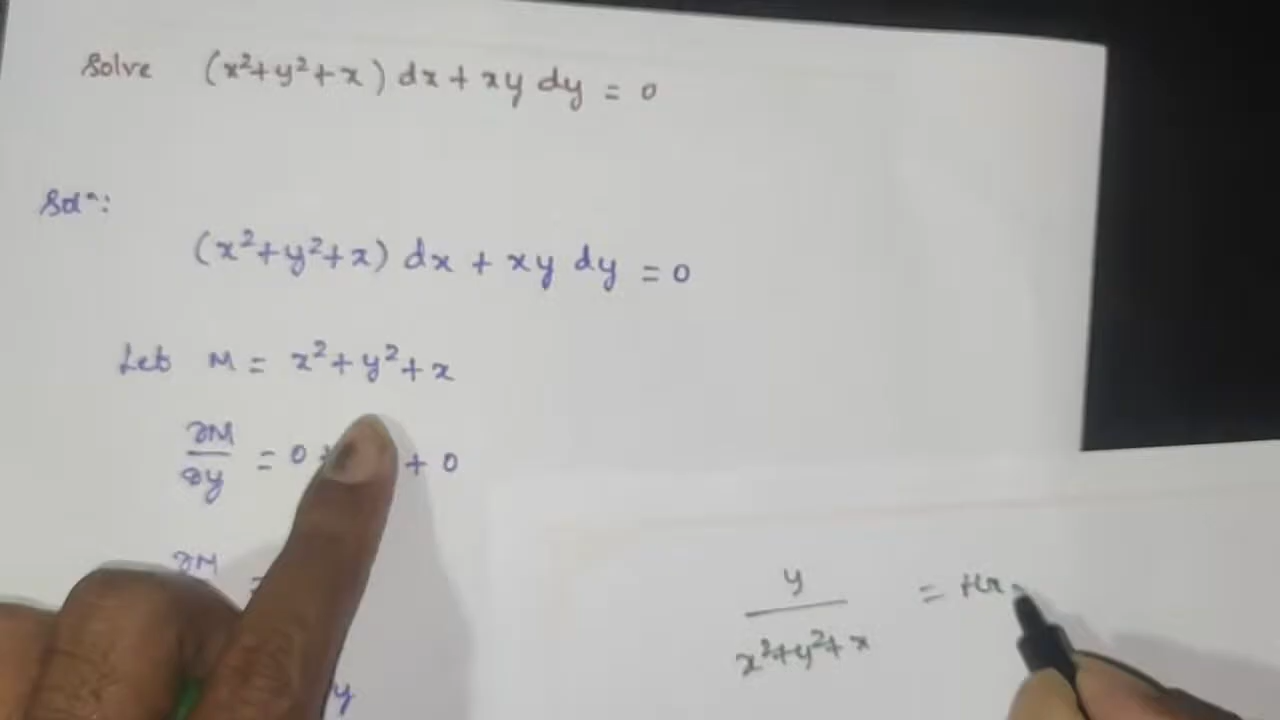 Solve (x²+y²+x) dx + xy dy = 0
Solⁿ:
(x²+y²+x) dx + xy dy = 0
Let M = x²+y²+x
∂M/∂y = 0 + + 0
∂M =
y
y/(x²+y²+x) =